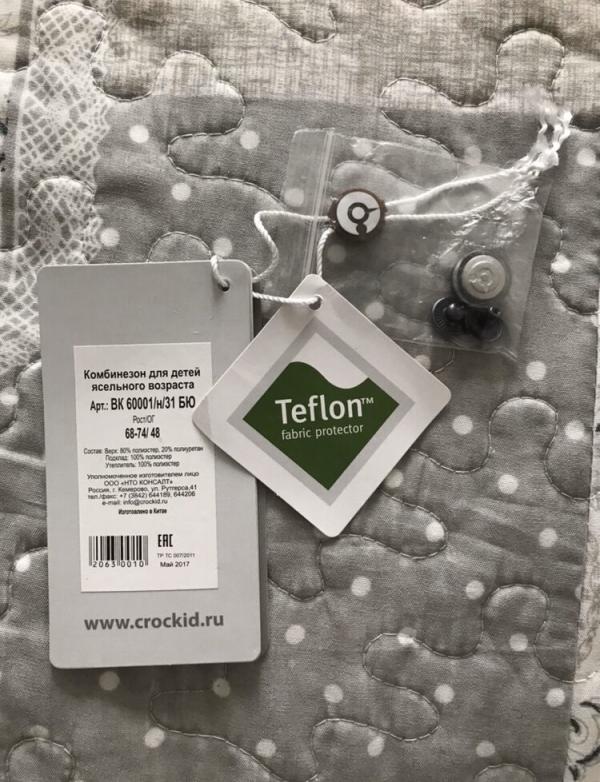 Комбинезон для детей
ясельного возраста
Арт.: ВК 60001/н/31 БЮ
Рост/ОГ
68-74/ 48
Состав: Верх: 80% полиэстер, 20% полиуретан
Подклад: 100% полиэстер
Утеплитель: 100% полиэстер
Уполномоченное изготовителем лицо
ООО «НТО КОНСАЛТ»
Россия, г. Кемерово, ул. Рутгерса,41
тел./факс: +7 (3842) 644189, 644206
e-mail: info@crockid.ru
Изготовлено в Китае
20630010
ЕАС
ТР ТС 007/2011
Май 2017
www.crockid.ru
Teflon™
fabric protector